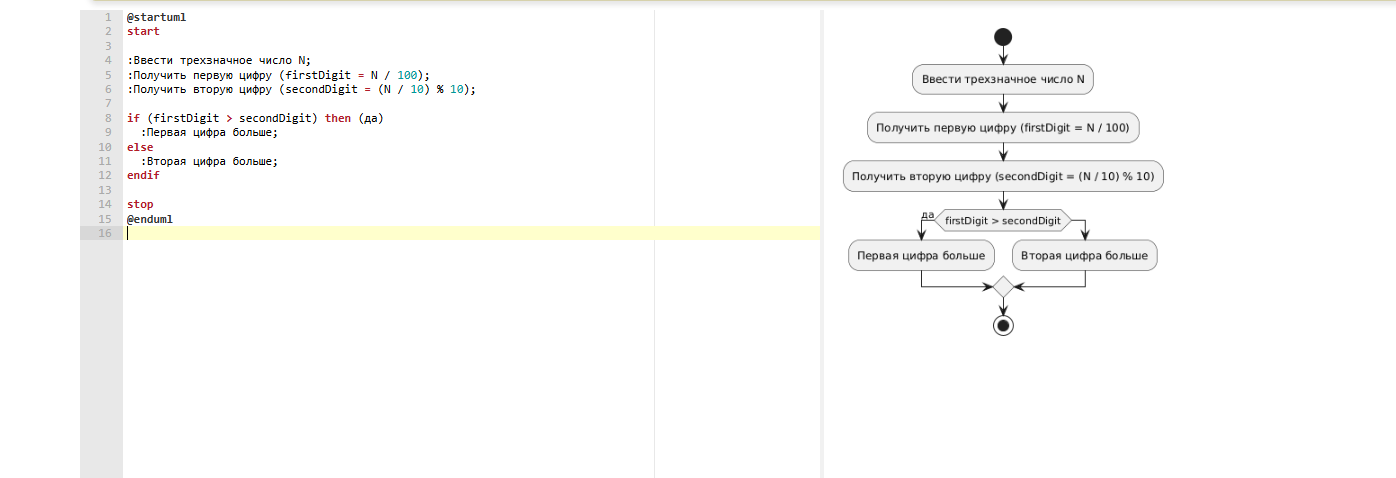 1 @startuml
2 start
3
4 :Ввести трехзначное число N;
5 :Получить первую цифру (firstDigit = N / 100);
6 :Получить вторую цифру (secondDigit = (N / 10) % 10);
7
8 if (firstDigit > secondDigit) then (да)
9 :Первая цифра больше;
10 else
11 :Вторая цифра больше;
12 endif
13
14 stop
15 @enduml
16
Ввести трехзначное число N
Получить первую цифру (firstDigit = N / 100)
Получить вторую цифру (secondDigit = (N / 10) % 10)
да
firstDigit > secondDigit
Первая цифра больше
Вторая цифра больше